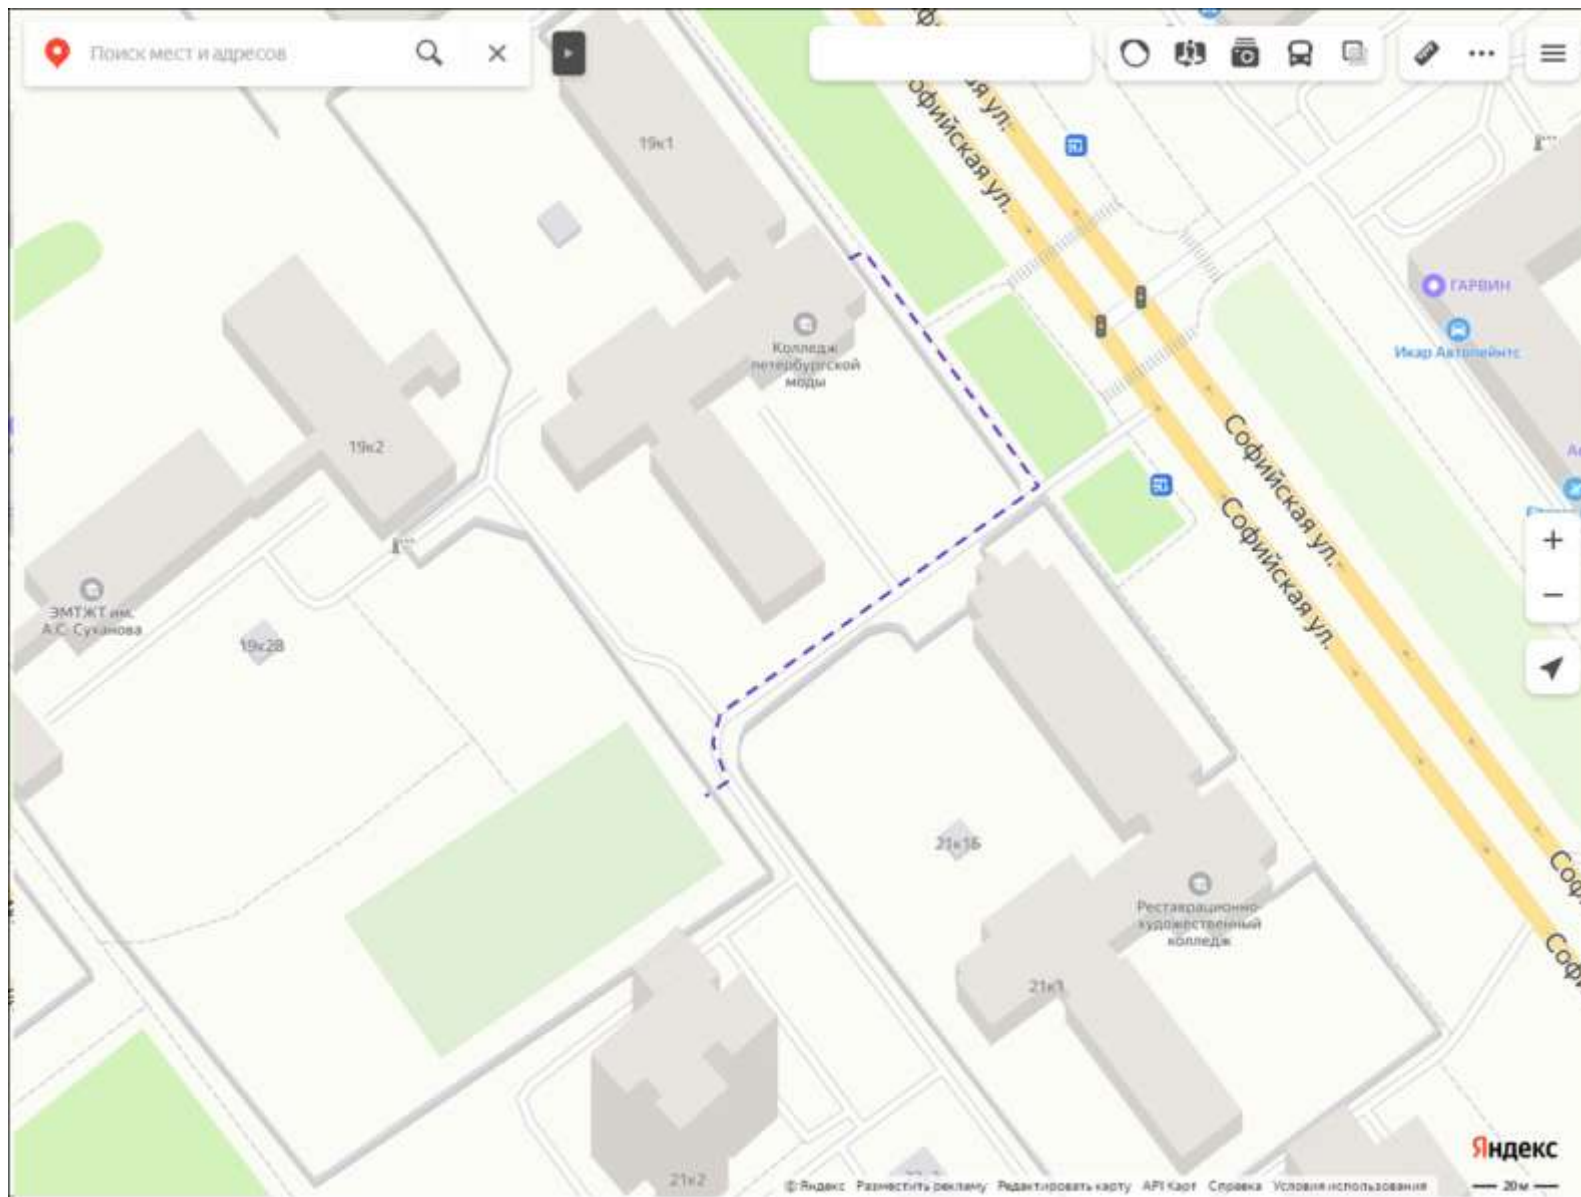 Поиск мест и адресов
Софийская ул.
19к1
ГАРВИН
Икар Автопейнтс
Колледж
петербургской
моды
19к2
Софийская ул.
Софийская ул.
ЭМТЖТ им.
А.С. Суханова
19к2В
21к1Б
Реставрационно-
художественный
колледж
21к1
21к2
Яндекс
© Яндекс Разместить рекламу Редактировать карту API Карт Справка Условия использования
20 м